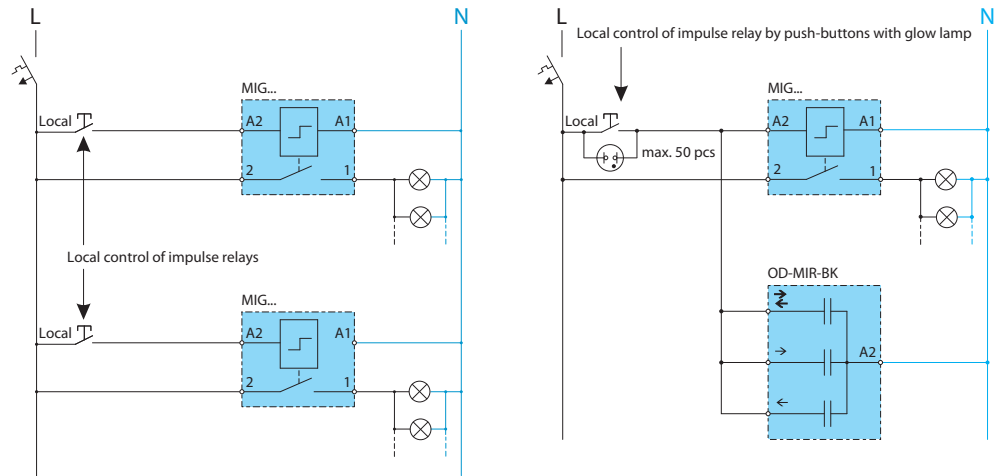 L
N
MIG...
Local
A2
A1
2
1
Local control of impulse relays
MIG...
Local
A2
A1
2
1
L
N
Local control of impulse relay by push-buttons with glow lamp
MIG...
Local
A2
A1
max. 50 pcs
2
1
OD-MIR-BK
A2